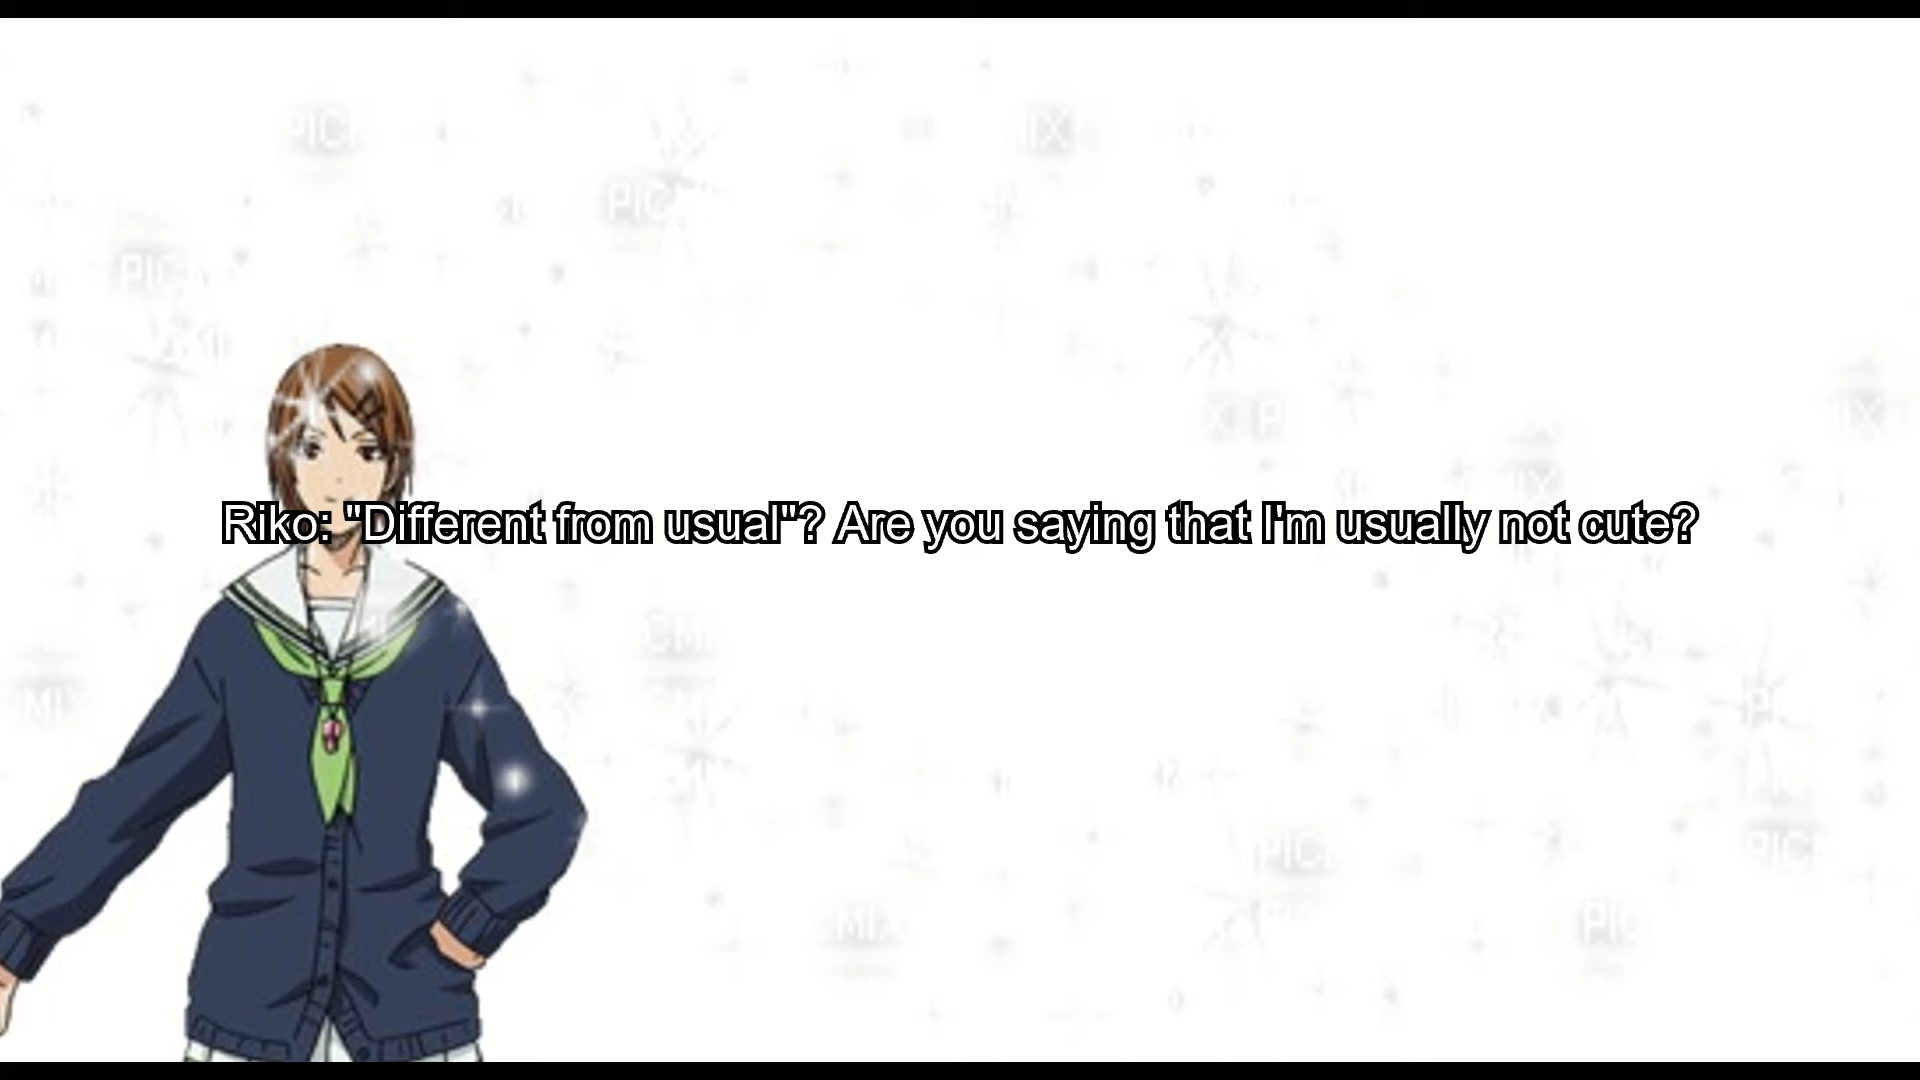 Riko: "Different from usual"? Are you saying that I'm usually not cute?